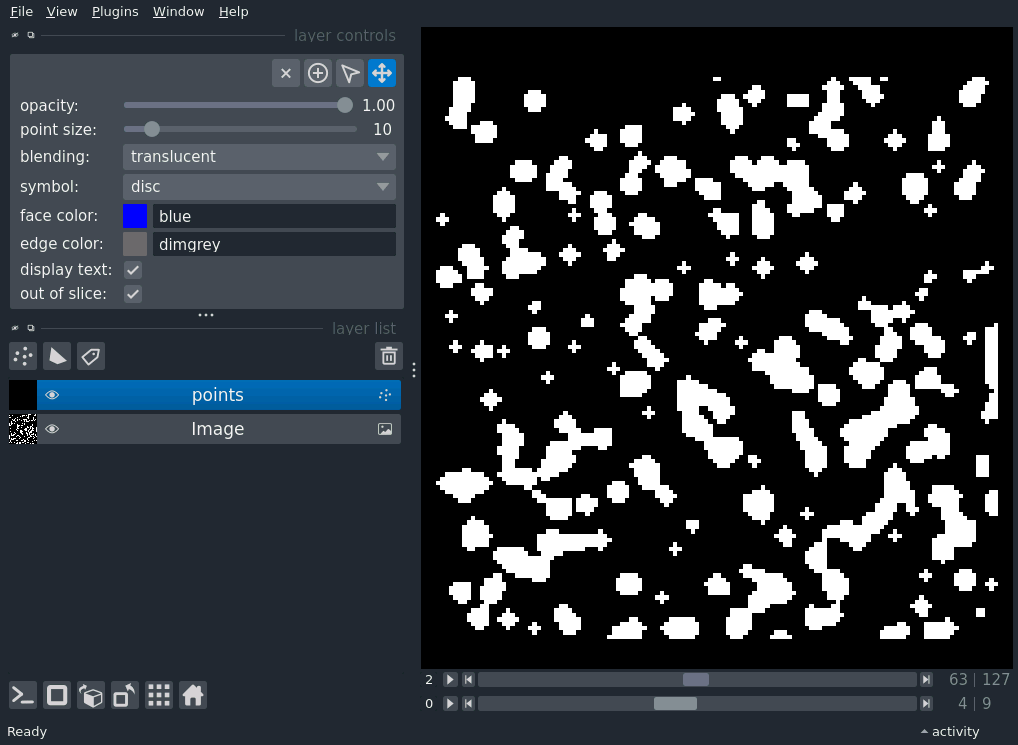 File View Plugins Window Help
layer controls
opacity: 1.00
point size: 10
blending: translucent
symbol: disc
face color: blue
edge color: dimgrey
display text:
out of slice:
layer list
points
Image
2 63 | 127
0 4 | 9
Ready activity